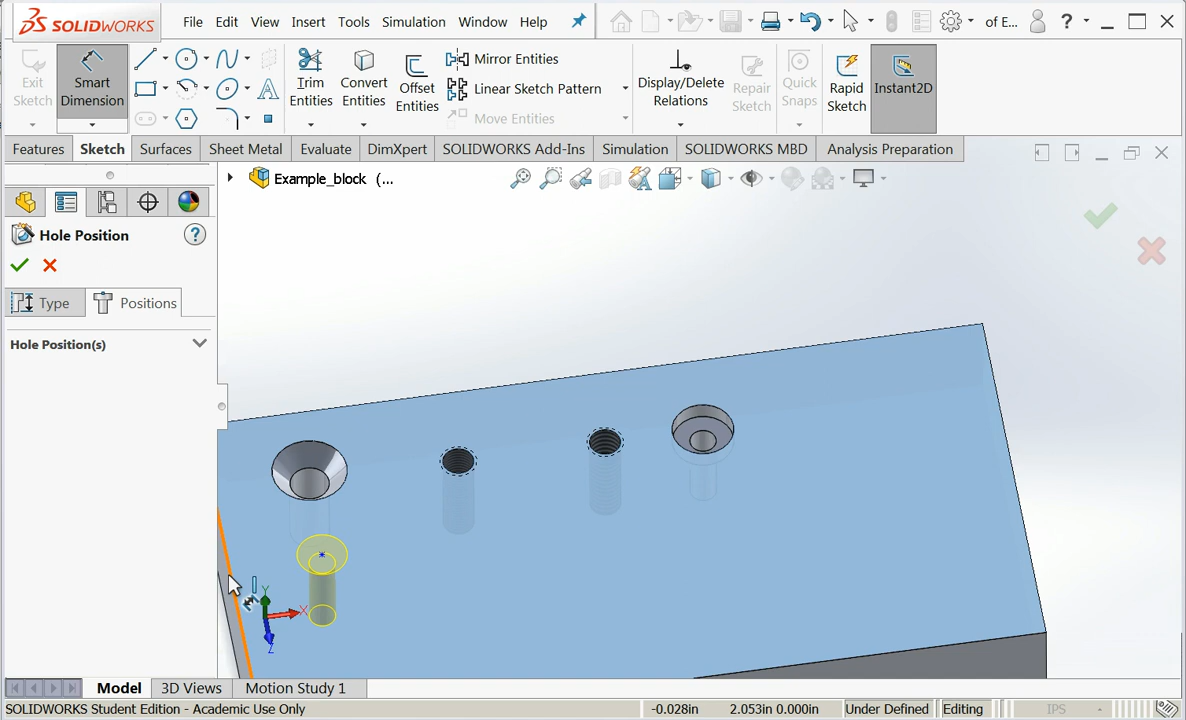 SOLIDWORKS
File Edit View Insert Tools Simulation Window Help
of E...
?
Exit Sketch
Smart Dimension
Trim Entities
Convert Entities
Offset Entities
Mirror Entities
Linear Sketch Pattern
Move Entities
Display/Delete Relations
Repair Sketch
Quick Snaps
Rapid Sketch
Instant2D
Features Sketch Surfaces Sheet Metal Evaluate DimXpert SOLIDWORKS Add-Ins Simulation SOLIDWORKS MBD Analysis Preparation
Example_block (...
Hole Position
?
Type Positions
Hole Position(s)
Y
X
Z
Model 3D Views Motion Study 1
SOLIDWORKS Student Edition - Academic Use Only
-0.028in 2.053in 0.000in Under Defined Editing IPS